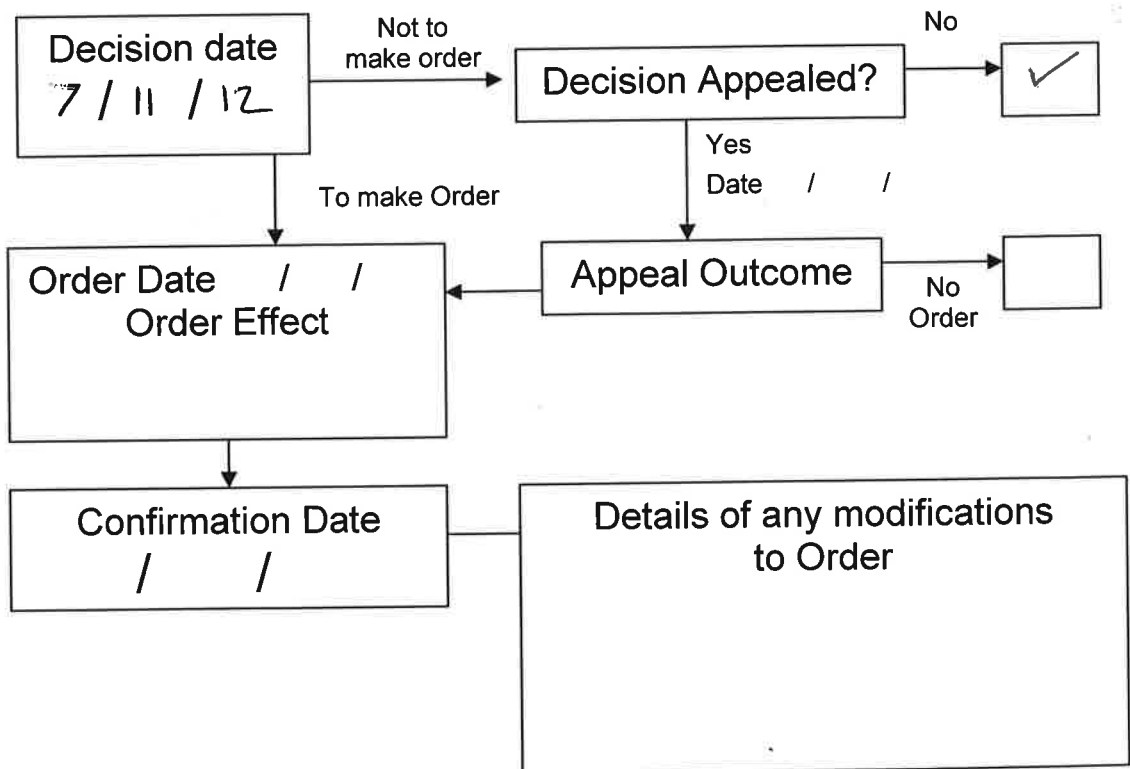 Decision date
7 / 11 / 12
Not to
make order
Decision Appealed?
No
✓
Yes
Date / /
To make Order
Order Date / /
Order Effect
Appeal Outcome
No
Order
Confirmation Date
/ /
Details of any modifications
to Order